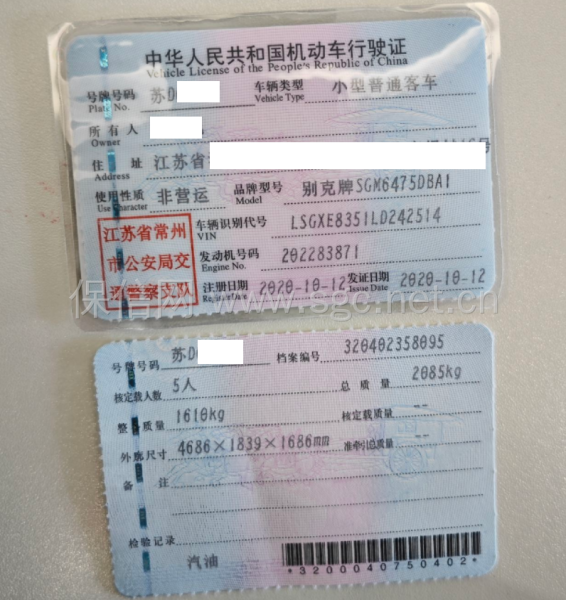 中华人民共和国机动车行驶证
Vehicle License of the People's Republic of China
号牌号码 苏D 车辆类型 小型普通客车
Plate No. Vehicle Type
所有人
Owner
住址 江苏省
Address
使用性质 非营运 品牌型号 别克牌SGM6475DBA1
Use Character Model
江苏省常州
市公安局交
通警察支队
车辆识别代号 LSGXE8351LD242514
VIN
发动机号码 202283871
Engine No.
注册日期 2020-10-12 发证日期 2020-10-12
Register Date Issue Date
保信网 www.sgc.net.cn
号牌号码 苏D 档案编号 320402358095
核定载人数 5人 总质量 2085kg
整备质量 1610kg 核定载质量 --
外廓尺寸 4686×1839×1686mm 准牵引总质量 --
备注
检验记录
汽油
*3200040750402*